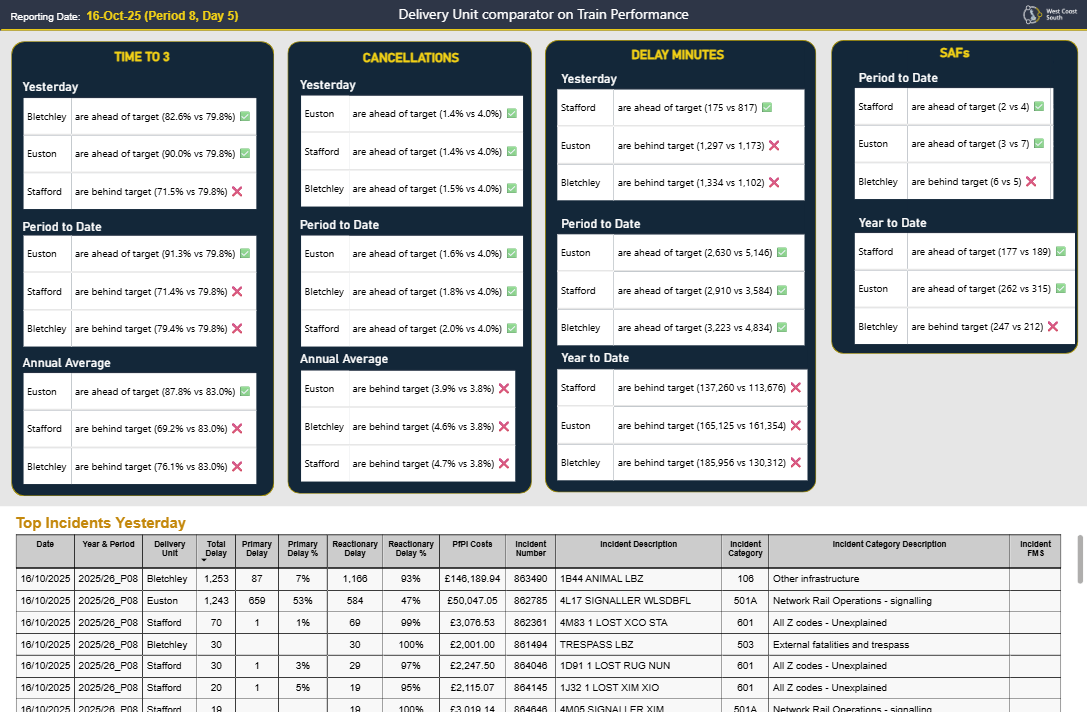 Reporting Date: 16-Oct-25 (Period 8, Day 5)
Delivery Unit comparator on Train Performance
West Coast
South
TIME TO 3
Yesterday
Bletchley are ahead of target (82.6% vs 79.8%) ✅
Euston are ahead of target (90.0% vs 79.8%) ✅
Stafford are behind target (71.5% vs 79.8%) ❌
Period to Date
Euston are ahead of target (91.3% vs 79.8%) ✅
Stafford are behind target (71.4% vs 79.8%) ❌
Bletchley are behind target (79.4% vs 79.8%) ❌
Annual Average
Euston are ahead of target (87.8% vs 83.0%) ✅
Stafford are behind target (69.2% vs 83.0%) ❌
Bletchley are behind target (76.1% vs 83.0%) ❌
CANCELLATIONS
Yesterday
Euston are ahead of target (1.4% vs 4.0%) ✅
Stafford are ahead of target (1.4% vs 4.0%) ✅
Bletchley are ahead of target (1.5% vs 4.0%) ✅
Period to Date
Euston are ahead of target (1.6% vs 4.0%) ✅
Bletchley are ahead of target (1.8% vs 4.0%) ✅
Stafford are ahead of target (2.0% vs 4.0%) ✅
Annual Average
Euston are behind target (3.9% vs 3.8%) ❌
Bletchley are behind target (4.6% vs 3.8%) ❌
Stafford are behind target (4.7% vs 3.8%) ❌
DELAY MINUTES
Yesterday
Stafford are ahead of target (175 vs 817) ✅
Euston are behind target (1,297 vs 1,173) ❌
Bletchley are behind target (1,334 vs 1,102) ❌
Period to Date
Euston are ahead of target (2,630 vs 5,146) ✅
Stafford are ahead of target (2,910 vs 3,584) ✅
Bletchley are ahead of target (3,223 vs 4,834) ✅
Year to Date
Stafford are behind target (137,260 vs 113,676) ❌
Euston are behind target (165,125 vs 161,354) ❌
Bletchley are behind target (185,956 vs 130,312) ❌
SAFs
Period to Date
Stafford are ahead of target (2 vs 4) ✅
Euston are ahead of target (3 vs 7) ✅
Bletchley are behind target (6 vs 5) ❌
Year to Date
Stafford are ahead of target (177 vs 189) ✅
Euston are ahead of target (262 vs 315) ✅
Bletchley are behind target (247 vs 212) ❌
Top Incidents Yesterday
Date Year & Period Delivery Unit Total Delay Primary Delay Primary Delay % Reactionary Delay Reactionary Delay % PfPI Costs Incident Number Incident Description Incident Category Incident Category Description Incident FMS
16/10/2025 2025/26_P08 Bletchley 1,253 87 7% 1,166 93% £146,189.94 863490 1B44 ANIMAL LBZ 106 Other infrastructure
16/10/2025 2025/26_P08 Euston 1,243 659 53% 584 47% £50,047.05 862785 4L17 SIGNALLER WLSDBFL 501A Network Rail Operations - signalling
16/10/2025 2025/26_P08 Stafford 70 1 1% 69 99% £3,076.53 862361 4M83 1 LOST XCO STA 601 All Z codes - Unexplained
16/10/2025 2025/26_P08 Bletchley 30 30 100% £2,001.00 861494 TRESPASS LBZ 503 External fatalities and trespass
16/10/2025 2025/26_P08 Stafford 30 1 3% 29 97% £2,247.50 864046 1D91 1 LOST RUG NUN 601 All Z codes - Unexplained
16/10/2025 2025/26_P08 Stafford 20 1 5% 19 95% £2,115.07 864145 1J32 1 LOST XIM XIO 601 All Z codes - Unexplained
16/10/2025 2025/26_P08 Stafford 19 19 100% £3,019.14 864646 4M05 SIGNALLER XIM 501A Network Rail Operations - signalling